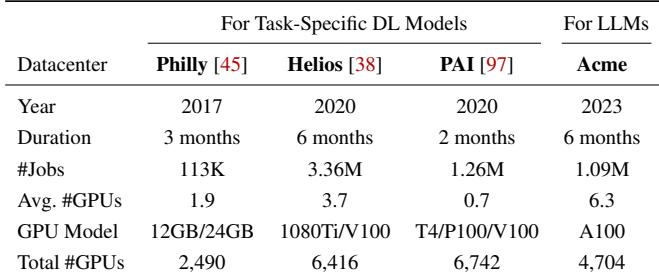 For Task-Specific DL Models For LLMs
Datacenter Philly [45] Helios [38] PAI [97] Acme
Year 2017 2020 2020 2023
Duration 3 months 6 months 2 months 6 months
#Jobs 113K 3.36M 1.26M 1.09M
Avg. #GPUs 1.9 3.7 0.7 6.3
GPU Model 12GB/24GB 1080Ti/V100 T4/P100/V100 A100
Total #GPUs 2,490 6,416 6,742 4,704